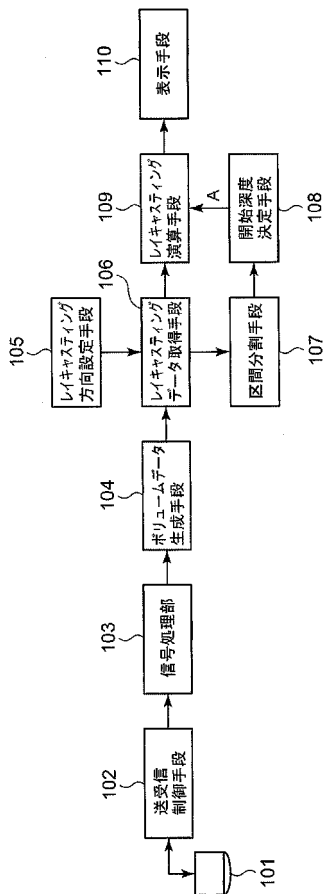 101
102
送受信
制御手段
103
信号処理部
104
ボリュームデータ
生成手段
105
レイキャスティング
方向設定手段
106
レイキャスティング
データ取得手段
107
区間分割手段
108
開始深度
決定手段
A
109
レイキャスティング
演算手段
110
表示手段